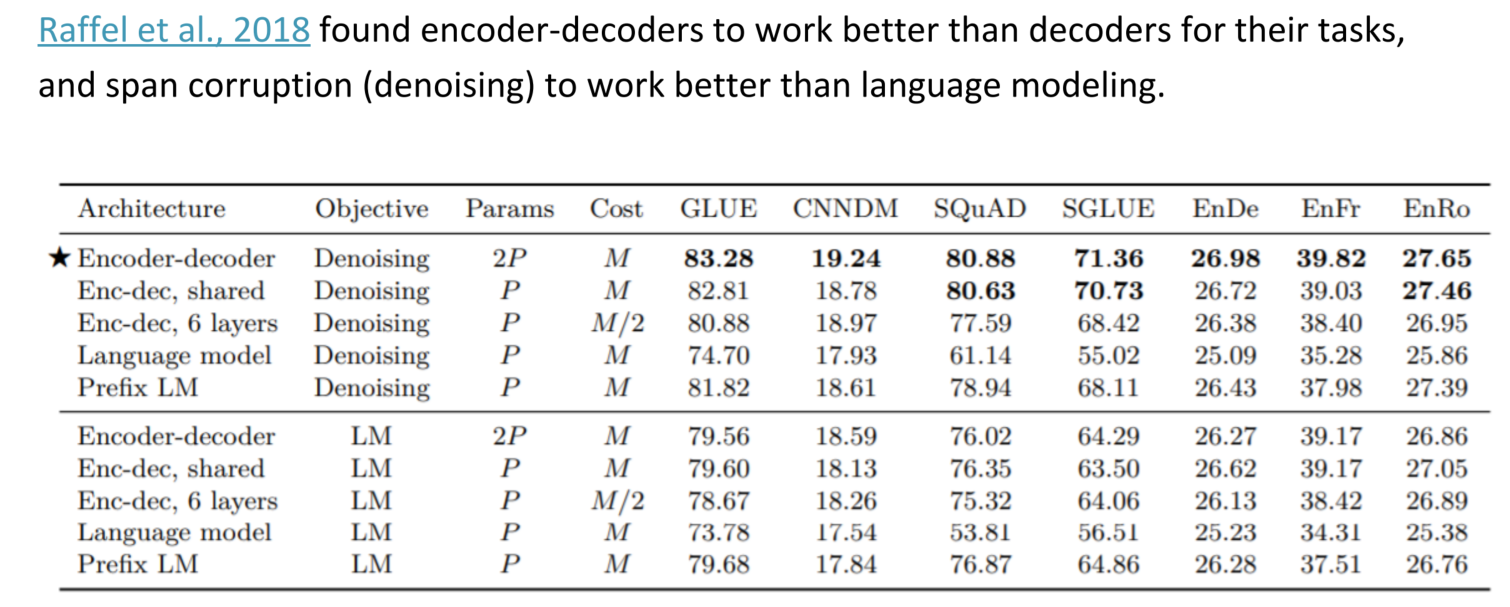 Raffel et al., 2018 found encoder-decoders to work better than decoders for their tasks,
and span corruption (denoising) to work better than language modeling.
Architecture Objective Params Cost GLUE CNNDM SQuAD SGLUE EnDe EnFr EnRo
★ Encoder-decoder Denoising 2P M 83.28 19.24 80.88 71.36 26.98 39.82 27.65
Enc-dec, shared Denoising P M 82.81 18.78 80.63 70.73 26.72 39.03 27.46
Enc-dec, 6 layers Denoising P M/2 80.88 18.97 77.59 68.42 26.38 38.40 26.95
Language model Denoising P M 74.70 17.93 61.14 55.02 25.09 35.28 25.86
Prefix LM Denoising P M 81.82 18.61 78.94 68.11 26.43 37.98 27.39
Encoder-decoder LM 2P M 79.56 18.59 76.02 64.29 26.27 39.17 26.86
Enc-dec, shared LM P M 79.60 18.13 76.35 63.50 26.62 39.17 27.05
Enc-dec, 6 layers LM P M/2 78.67 18.26 75.32 64.06 26.13 38.42 26.89
Language model LM P M 73.78 17.54 53.81 56.51 25.23 34.31 25.38
Prefix LM LM P M 79.68 17.84 76.87 64.86 26.28 37.51 26.76